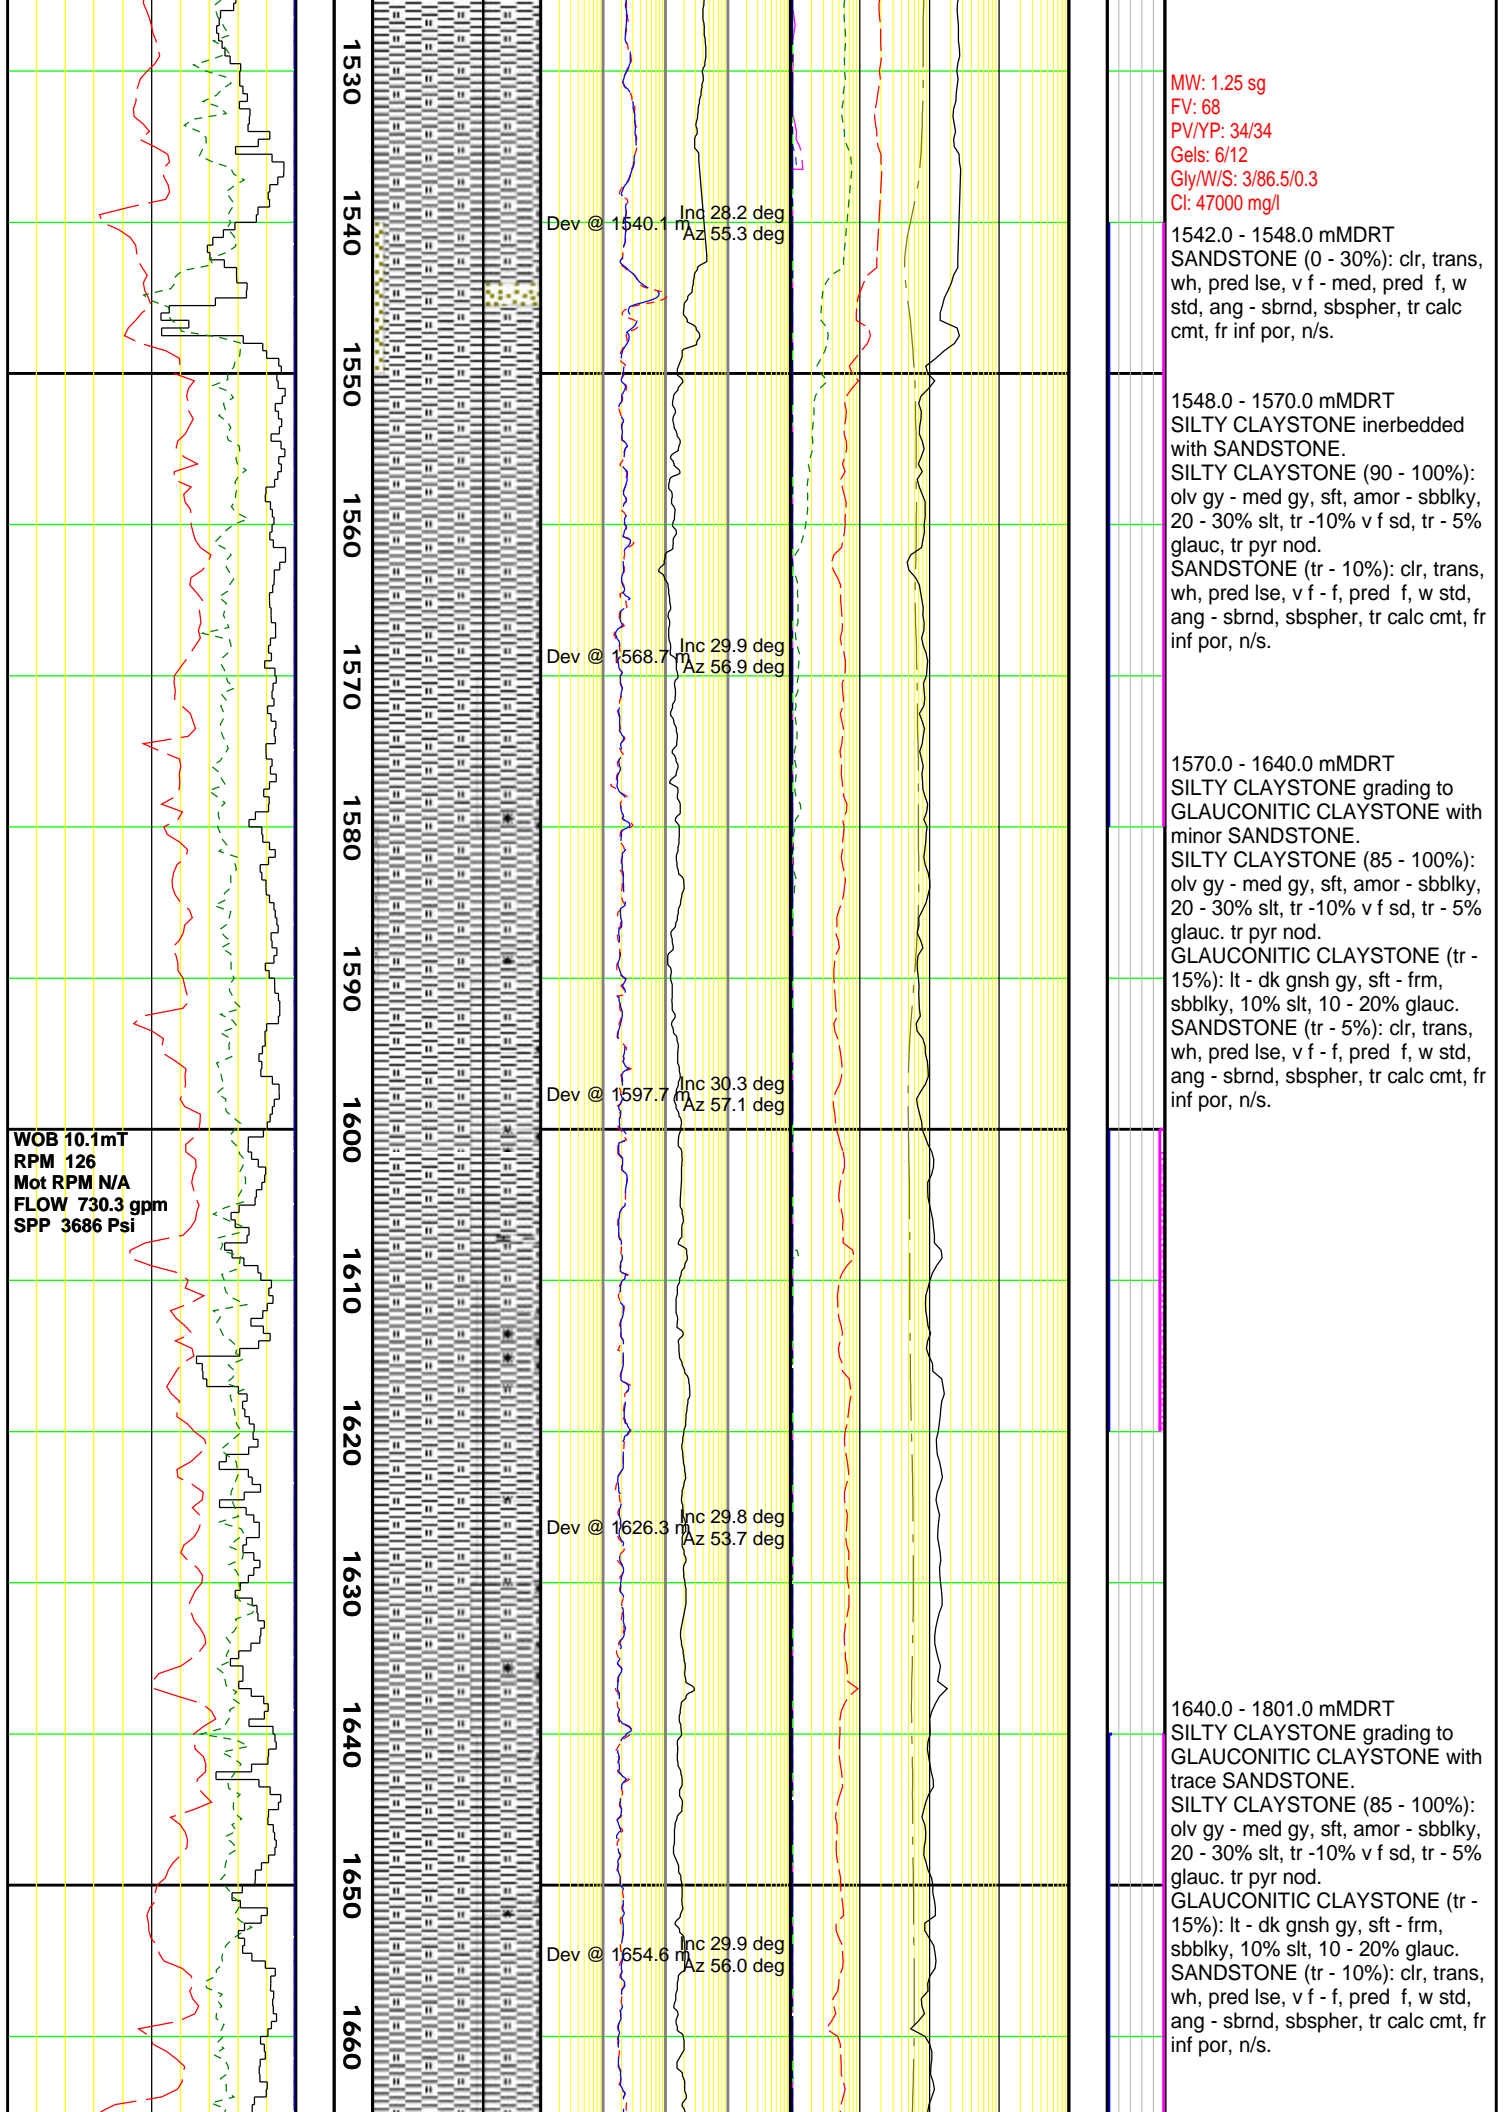 MW: 1.25 sg
FV: 68
PV/YP: 34/34
Gels: 6/12
Gly/W/S: 3/86.5/0.3
Cl: 47000 mg/l
1542.0 - 1548.0 mMDRT
SANDSTONE (0 - 30%): clr, trans,
wh, pred lse, v f - med, pred f, w
std, ang - sbrnd, sbspher, tr calc
cmt, fr inf por, n/s.
1548.0 - 1570.0 mMDRT
SILTY CLAYSTONE inerbedded
with SANDSTONE.
SILTY CLAYSTONE (90 - 100%):
olv gy - med gy, sft, amor - sbblky,
20 - 30% slt, tr -10% v f sd, tr - 5%
glauc, tr pyr nod.
SANDSTONE (tr - 10%): clr, trans,
wh, pred lse, v f - f, pred f, w std,
ang - sbrnd, sbspher, tr calc cmt, fr
inf por, n/s.
1570.0 - 1640.0 mMDRT
SILTY CLAYSTONE grading to
GLAUCONITIC CLAYSTONE with
minor SANDSTONE.
SILTY CLAYSTONE (85 - 100%):
olv gy - med gy, sft, amor - sbblky,
20 - 30% slt, tr -10% v f sd, tr - 5%
glauc. tr pyr nod.
GLAUCONITIC CLAYSTONE (tr -
15%): lt - dk gnsh gy, sft - frm,
sbblky, 10% slt, 10 - 20% glauc.
SANDSTONE (tr - 5%): clr, trans,
wh, pred lse, v f - f, pred f, w std,
ang - sbrnd, sbspher, tr calc cmt, fr
inf por, n/s.
1640.0 - 1801.0 mMDRT
SILTY CLAYSTONE grading to
GLAUCONITIC CLAYSTONE with
trace SANDSTONE.
SILTY CLAYSTONE (85 - 100%):
olv gy - med gy, sft, amor - sbblky,
20 - 30% slt, tr -10% v f sd, tr - 5%
glauc. tr pyr nod.
GLAUCONITIC CLAYSTONE (tr -
15%): lt - dk gnsh gy, sft - frm,
sbblky, 10% slt, 10 - 20% glauc.
SANDSTONE (tr - 10%): clr, trans,
wh, pred lse, v f - f, pred f, w std,
ang - sbrnd, sbspher, tr calc cmt, fr
inf por, n/s.
Dev @ 1540.1 m
Inc 28.2 deg
Az 55.3 deg
Dev @ 1568.7 m
Inc 29.9 deg
Az 56.9 deg
Dev @ 1597.7 m
Inc 30.3 deg
Az 57.1 deg
Dev @ 1626.3 m
Inc 29.8 deg
Az 53.7 deg
Dev @ 1654.6 m
Inc 29.9 deg
Az 56.0 deg
WOB 10.1mT
RPM 126
Mot RPM N/A
FLOW 730.3 gpm
SPP 3686 Psi
1530
1540
1550
1560
1570
1580
1590
1600
1610
1620
1630
1640
1650
1660